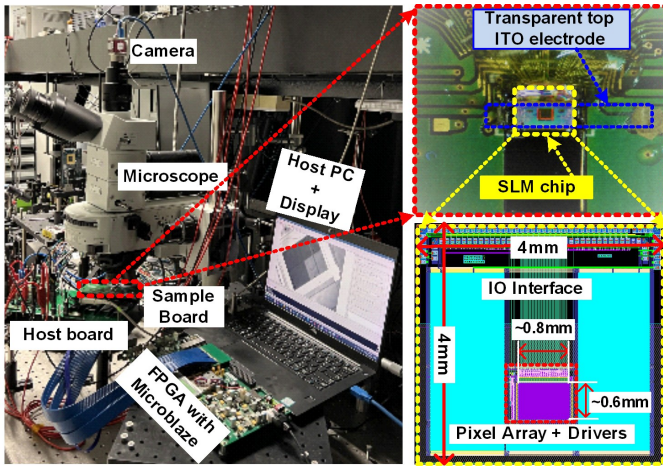 Camera
Microscope
Host PC
+
Display
Sample
Board
Host board
FPGA with
Microblaze
Transparent top
ITO electrode
SLM chip
4mm
IO Interface
4mm
~0.8mm
~0.6mm
Pixel Array + Drivers